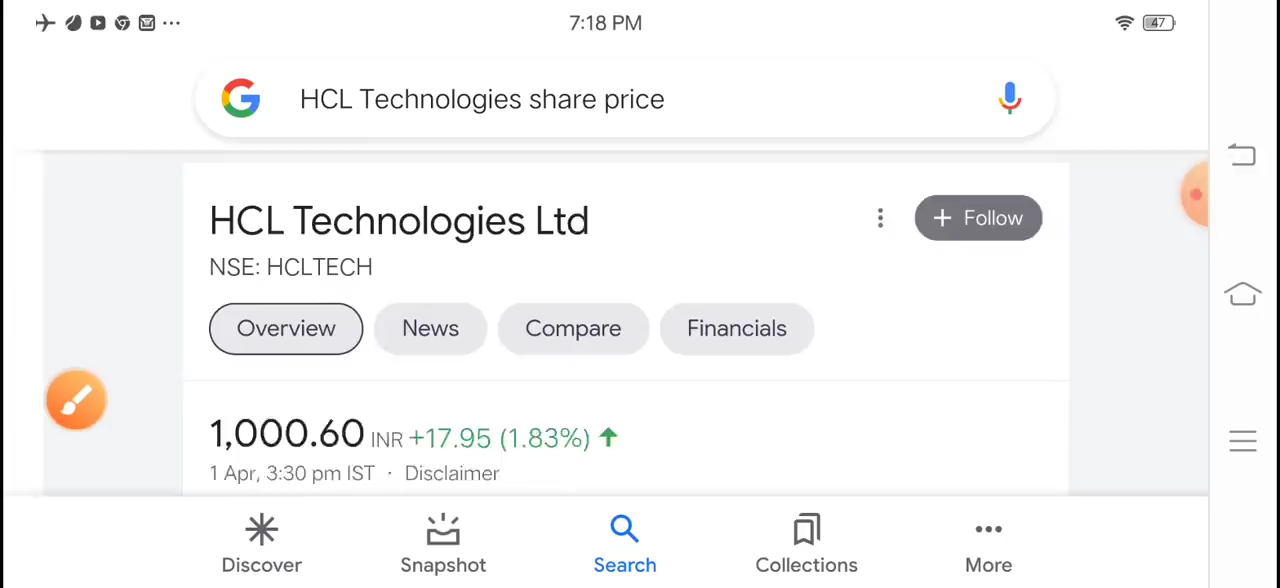 7:18 PM
47
HCL Technologies share price
HCL Technologies Ltd
+ Follow
NSE: HCLTECH
Overview News Compare Financials
1,000.60 INR +17.95 (1.83%) ↑
1 Apr, 3:30 pm IST · Disclaimer
Discover Snapshot Search Collections More